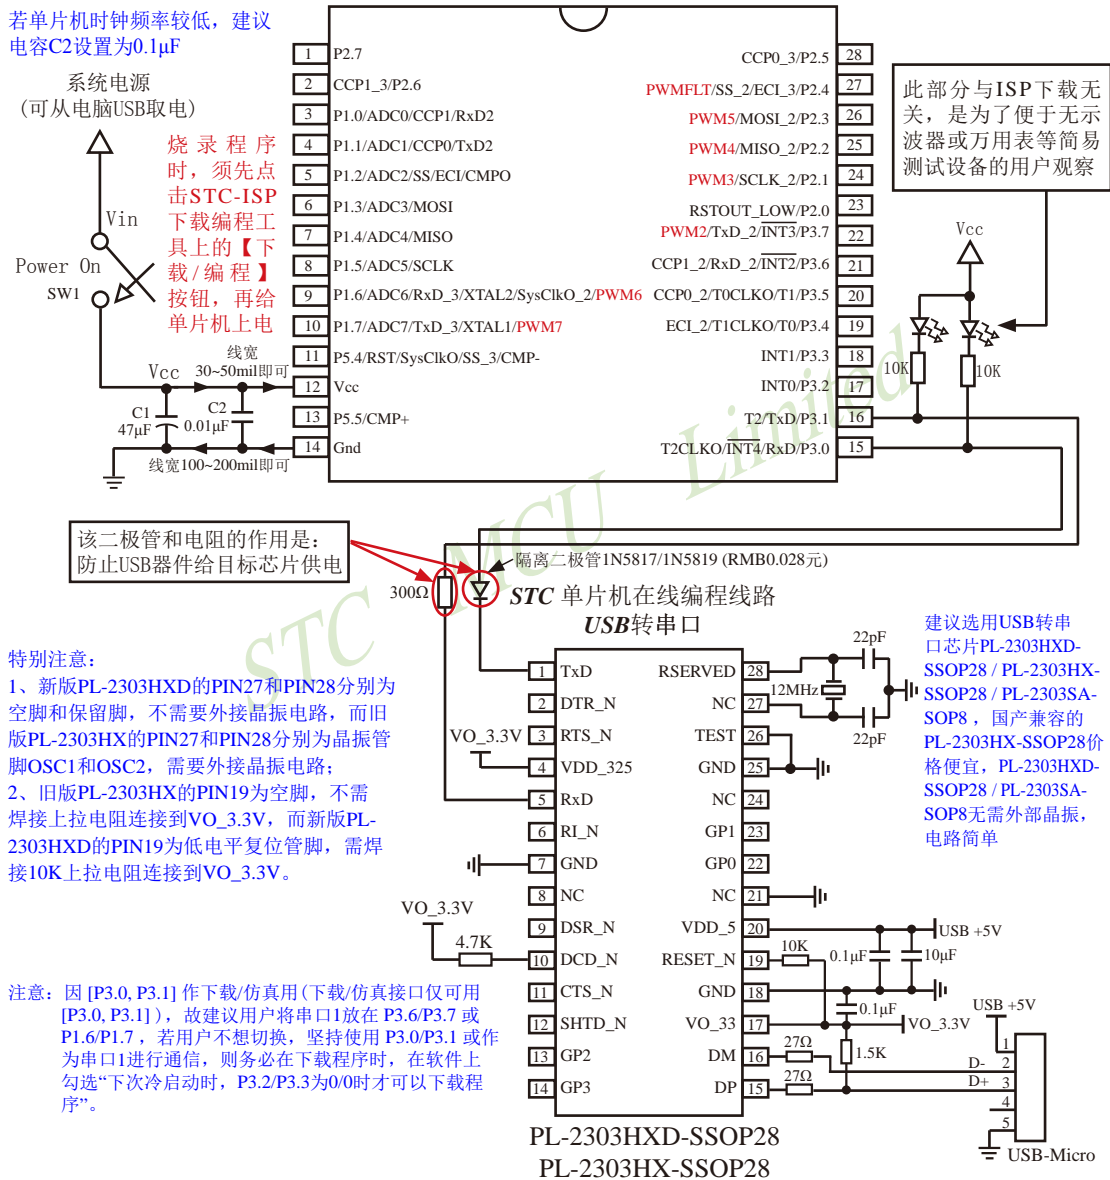 若单片机时钟频率较低，建议
电容C2设置为0.1μF
系统电源
(可从电脑USB取电)
烧录程序
时，须先点
击STC-ISP
下载编程工
具上的【下
载/编程】
按钮，再给
单片机上电
Vin
Power On
SW1
Vcc
线宽
30~50mil即可
C1
47μF
C2
0.01μF
线宽100~200mil即可
1 P2.7
2 CCP1_3/P2.6
3 P1.0/ADC0/CCP1/RxD2
4 P1.1/ADC1/CCP0/TxD2
5 P1.2/ADC2/SS/ECI/CMPO
6 P1.3/ADC3/MOSI
7 P1.4/ADC4/MISO
8 P1.5/ADC5/SCLK
9 P1.6/ADC6/RxD_3/XTAL2/SysClkO_2/PWM6
10 P1.7/ADC7/TxD_3/XTAL1/PWM7
11 P5.4/RST/SysClkO/SS_3/CMP-
12 Vcc
13 P5.5/CMP+
14 Gnd
CCP0_3/P2.5 28
PWMFLT/SS_2/ECI_3/P2.4 27
PWM5/MOSI_2/P2.3 26
PWM4/MISO_2/P2.2 25
PWM3/SCLK_2/P2.1 24
RSTOUT_LOW/P2.0 23
PWM2/TxD_2/INT3/P3.7 22
CCP1_2/RxD_2/INT2/P3.6 21
CCP0_2/T0CLKO/T1/P3.5 20
ECI_2/T1CLKO/T0/P3.4 19
INT1/P3.3 18
INT0/P3.2 17
T2/TxD/P3.1 16
T2CLKO/INT4/RxD/P3.0 15
此部分与ISP下载无
关，是为了便于无示
波器或万用表等简易
测试设备的用户观察
Vcc
10K
10K
STC MCU Limited
该二极管和电阻的作用是：
防止USB器件给目标芯片供电
300Ω
隔离二极管1N5817/1N5819 (RMB0.028元)
STC 单片机在线编程线路
USB转串口
特别注意：
1、新版PL-2303HXD的PIN27和PIN28分别为
空脚和保留脚，不需要外接晶振电路，而旧
版PL-2303HX的PIN27和PIN28分别为晶振管
脚OSC1和OSC2，需要外接晶振电路；
2、旧版PL-2303HX的PIN19为空脚，不需
焊接上拉电阻连接到VO_3.3V，而新版PL-
2303HXD的PIN19为低电平复位管脚，需焊
接10K上拉电阻连接到VO_3.3V。
VO_3.3V
VO_3.3V
4.7K
1 TxD
2 DTR_N
3 RTS_N
4 VDD_325
5 RxD
6 RI_N
7 GND
8 NC
9 DSR_N
10 DCD_N
11 CTS_N
12 SHTD_N
13 GP2
14 GP3
RSERVED 28
NC 27
TEST 26
GND 25
NC 24
GP1 23
GP0 22
NC 21
VDD_5 20
RESET_N 19
GND 18
VO_33 17
DM 16
DP 15
22pF
12MHz
22pF
建议选用USB转串
口芯片PL-2303HXD-
SSOP28 / PL-2303HX-
SSOP28 / PL-2303SA-
SOP8 ，国产兼容的
PL-2303HX-SSOP28价
格便宜，PL-2303HXD-
SSOP28 / PL-2303SA-
SOP8无需外部晶振，
电路简单
USB +5V
10K
0.1μF
10μF
0.1μF
VO_3.3V
27Ω
1.5K
27Ω
USB +5V
D-
D+
1
2
3
4
5
USB-Micro
注意：因 [P3.0, P3.1] 作下载/仿真用 (下载/仿真接口仅可用
[P3.0, P3.1] )，故建议用户将串口1放在 P3.6/P3.7 或
P1.6/P1.7 ，若用户不想切换，坚持使用 P3.0/P3.1 或作
为串口1进行通信，则务必在下载程序时，在软件上
勾选“下次冷启动时，P3.2/P3.3为0/0时才可以下载程
序”。
PL-2303HXD-SSOP28
PL-2303HX-SSOP28